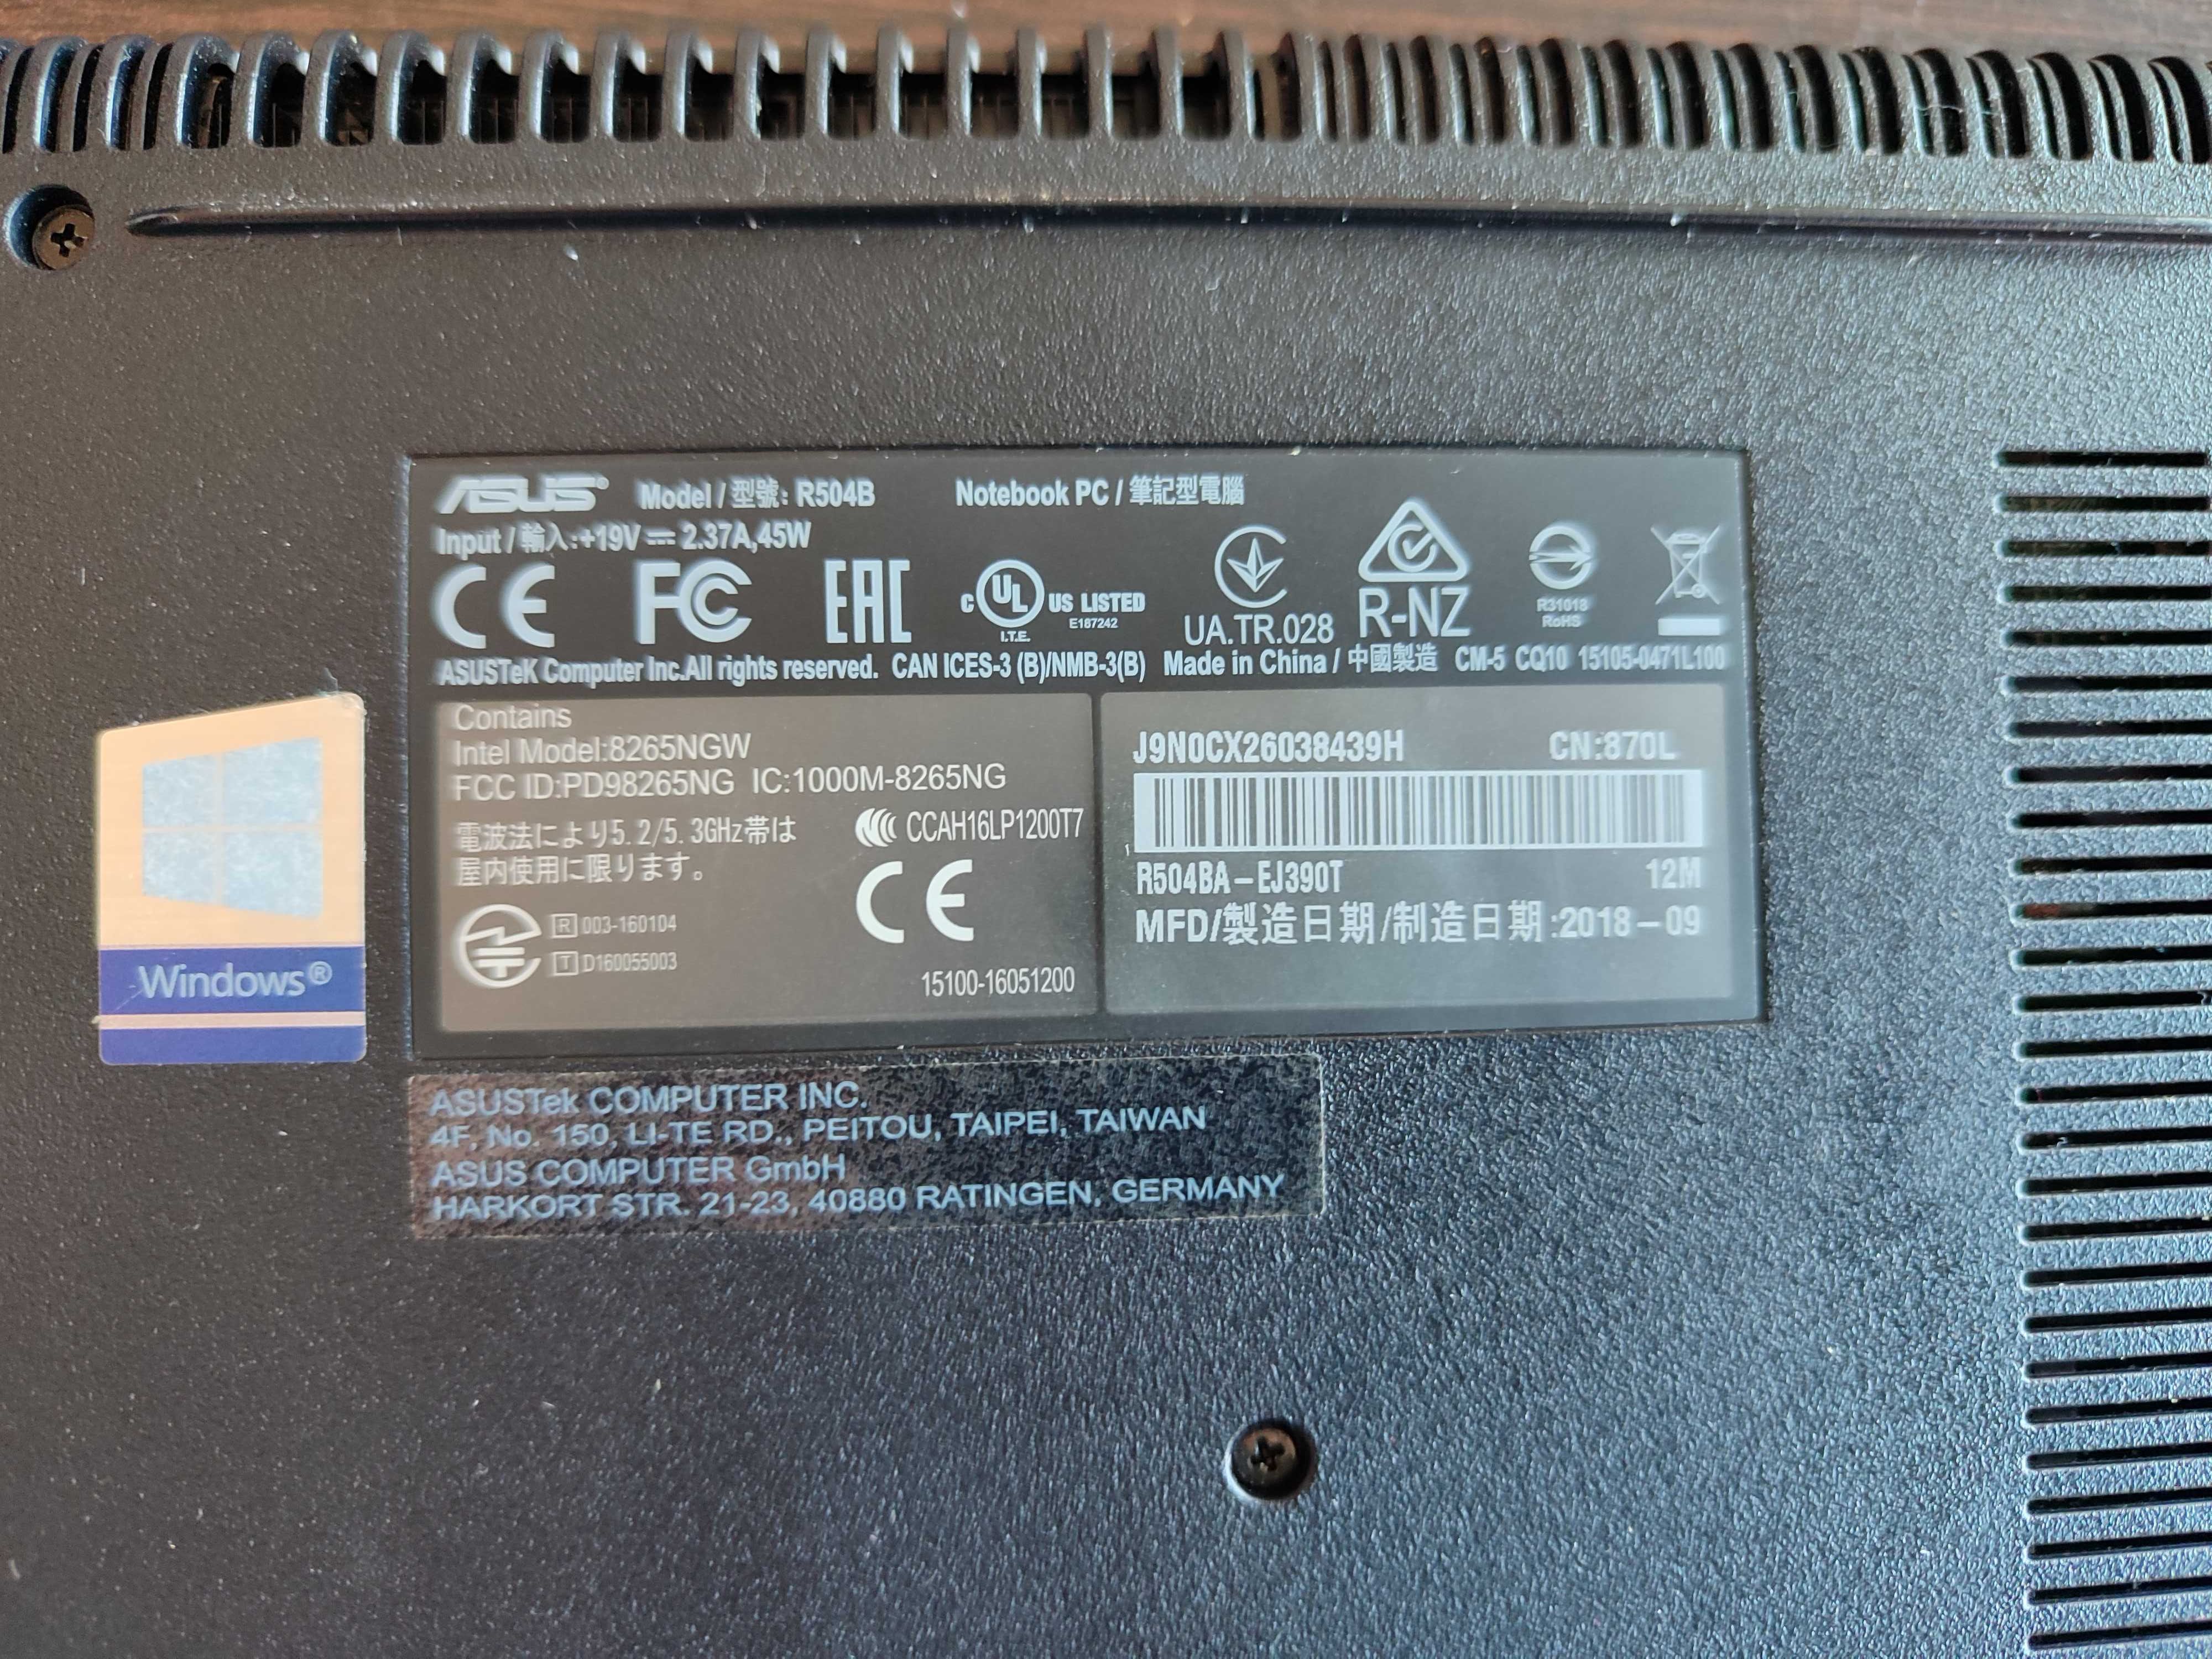 ASUS Model / 型號: R504B Notebook PC / 筆記型電腦
Input / 輸入:+19V ⎓ 2.37A,45W
CE FC EAC c UL US LISTED
I.T.E. E187242
UA.TR.028
R-NZ
R31018
RoHS
ASUSTeK Computer Inc.All rights reserved. CAN ICES-3 (B)/NMB-3(B) Made in China / 中國製造 CM-5 CQ10 15105-0471L100
Contains
Intel Model:8265NGW
FCC ID:PD98265NG IC:1000M-8265NG
電波法により5.2/5.3GHz帯は
屋内使用に限ります。
CCAH16LP1200T7
CE
R 003-160104
T D160055003
15100-16051200
J9N0CX26038439H CN:870L
R504BA-EJ390T 12M
MFD/製造日期/制造日期:2018-09
Windows®
ASUSTek COMPUTER INC.
4F, No. 150, LI-TE RD., PEITOU, TAIPEI, TAIWAN
ASUS COMPUTER GmbH
HARKORT STR. 21-23, 40880 RATINGEN, GERMANY